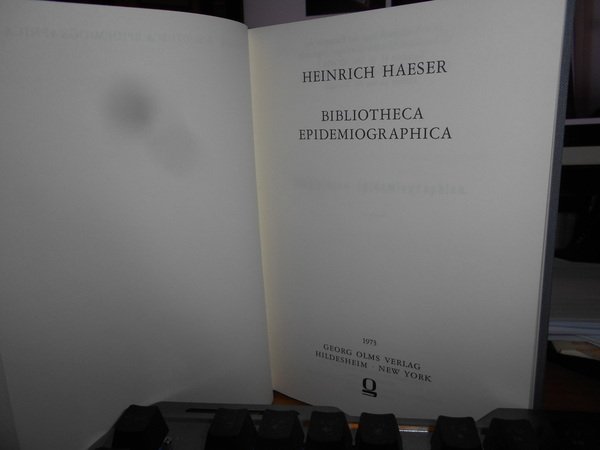 HEINRICH HAESER
BIBLIOTHECA
EPIDEMIOGRAPHICA
1973
GEORG OLMS VERLAG
HILDESHEIM · NEW YORK